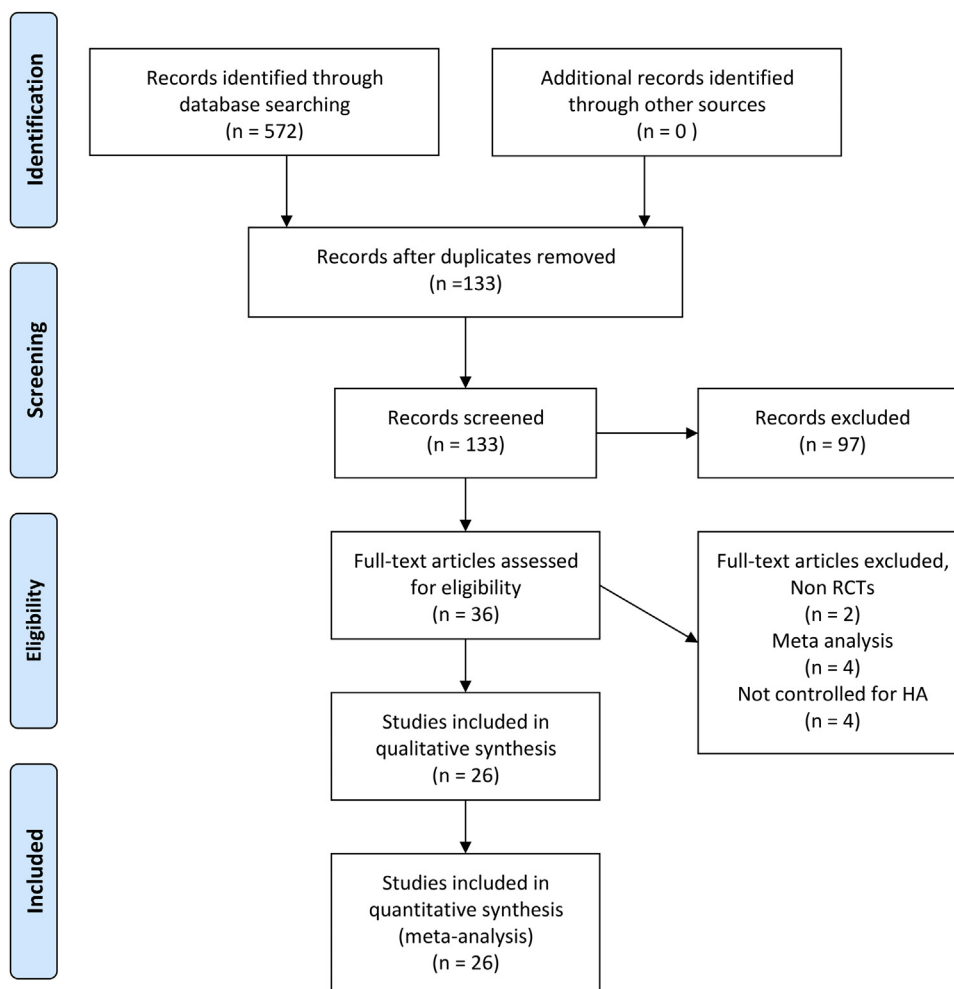 Identification
Records identified through
database searching
(n = 572)
Additional records identified
through other sources
(n = 0 )
Records after duplicates removed
(n =133)
Screening
Records screened
(n = 133)
Records excluded
(n = 97)
Eligibility
Full-text articles assessed
for eligibility
(n = 36)
Full-text articles excluded,
Non RCTs
(n = 2)
Meta analysis
(n = 4)
Not controlled for HA
(n = 4)
Studies included in
qualitative synthesis
(n = 26)
Included
Studies included in
quantitative synthesis
(meta-analysis)
(n = 26)